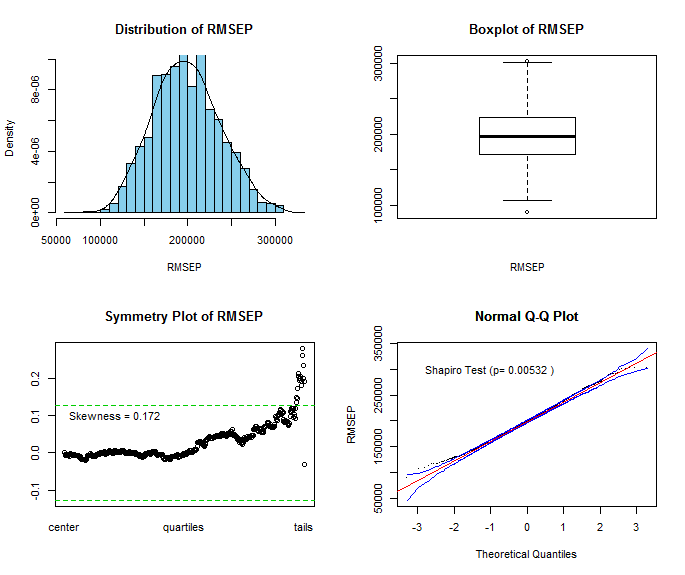 Distribution of RMSEP
Density
0e+00
4e-06
8e-06
50000 100000 200000 300000
RMSEP
Boxplot of RMSEP
100000
200000
300000
RMSEP
Symmetry Plot of RMSEP
-0.1
0.0
0.1
0.2
Skewness = 0.172
center quartiles tails
Normal Q-Q Plot
RMSEP
50000
150000
250000
350000
Shapiro Test (p= 0.00532 )
-3 -2 -1 0 1 2 3
Theoretical Quantiles